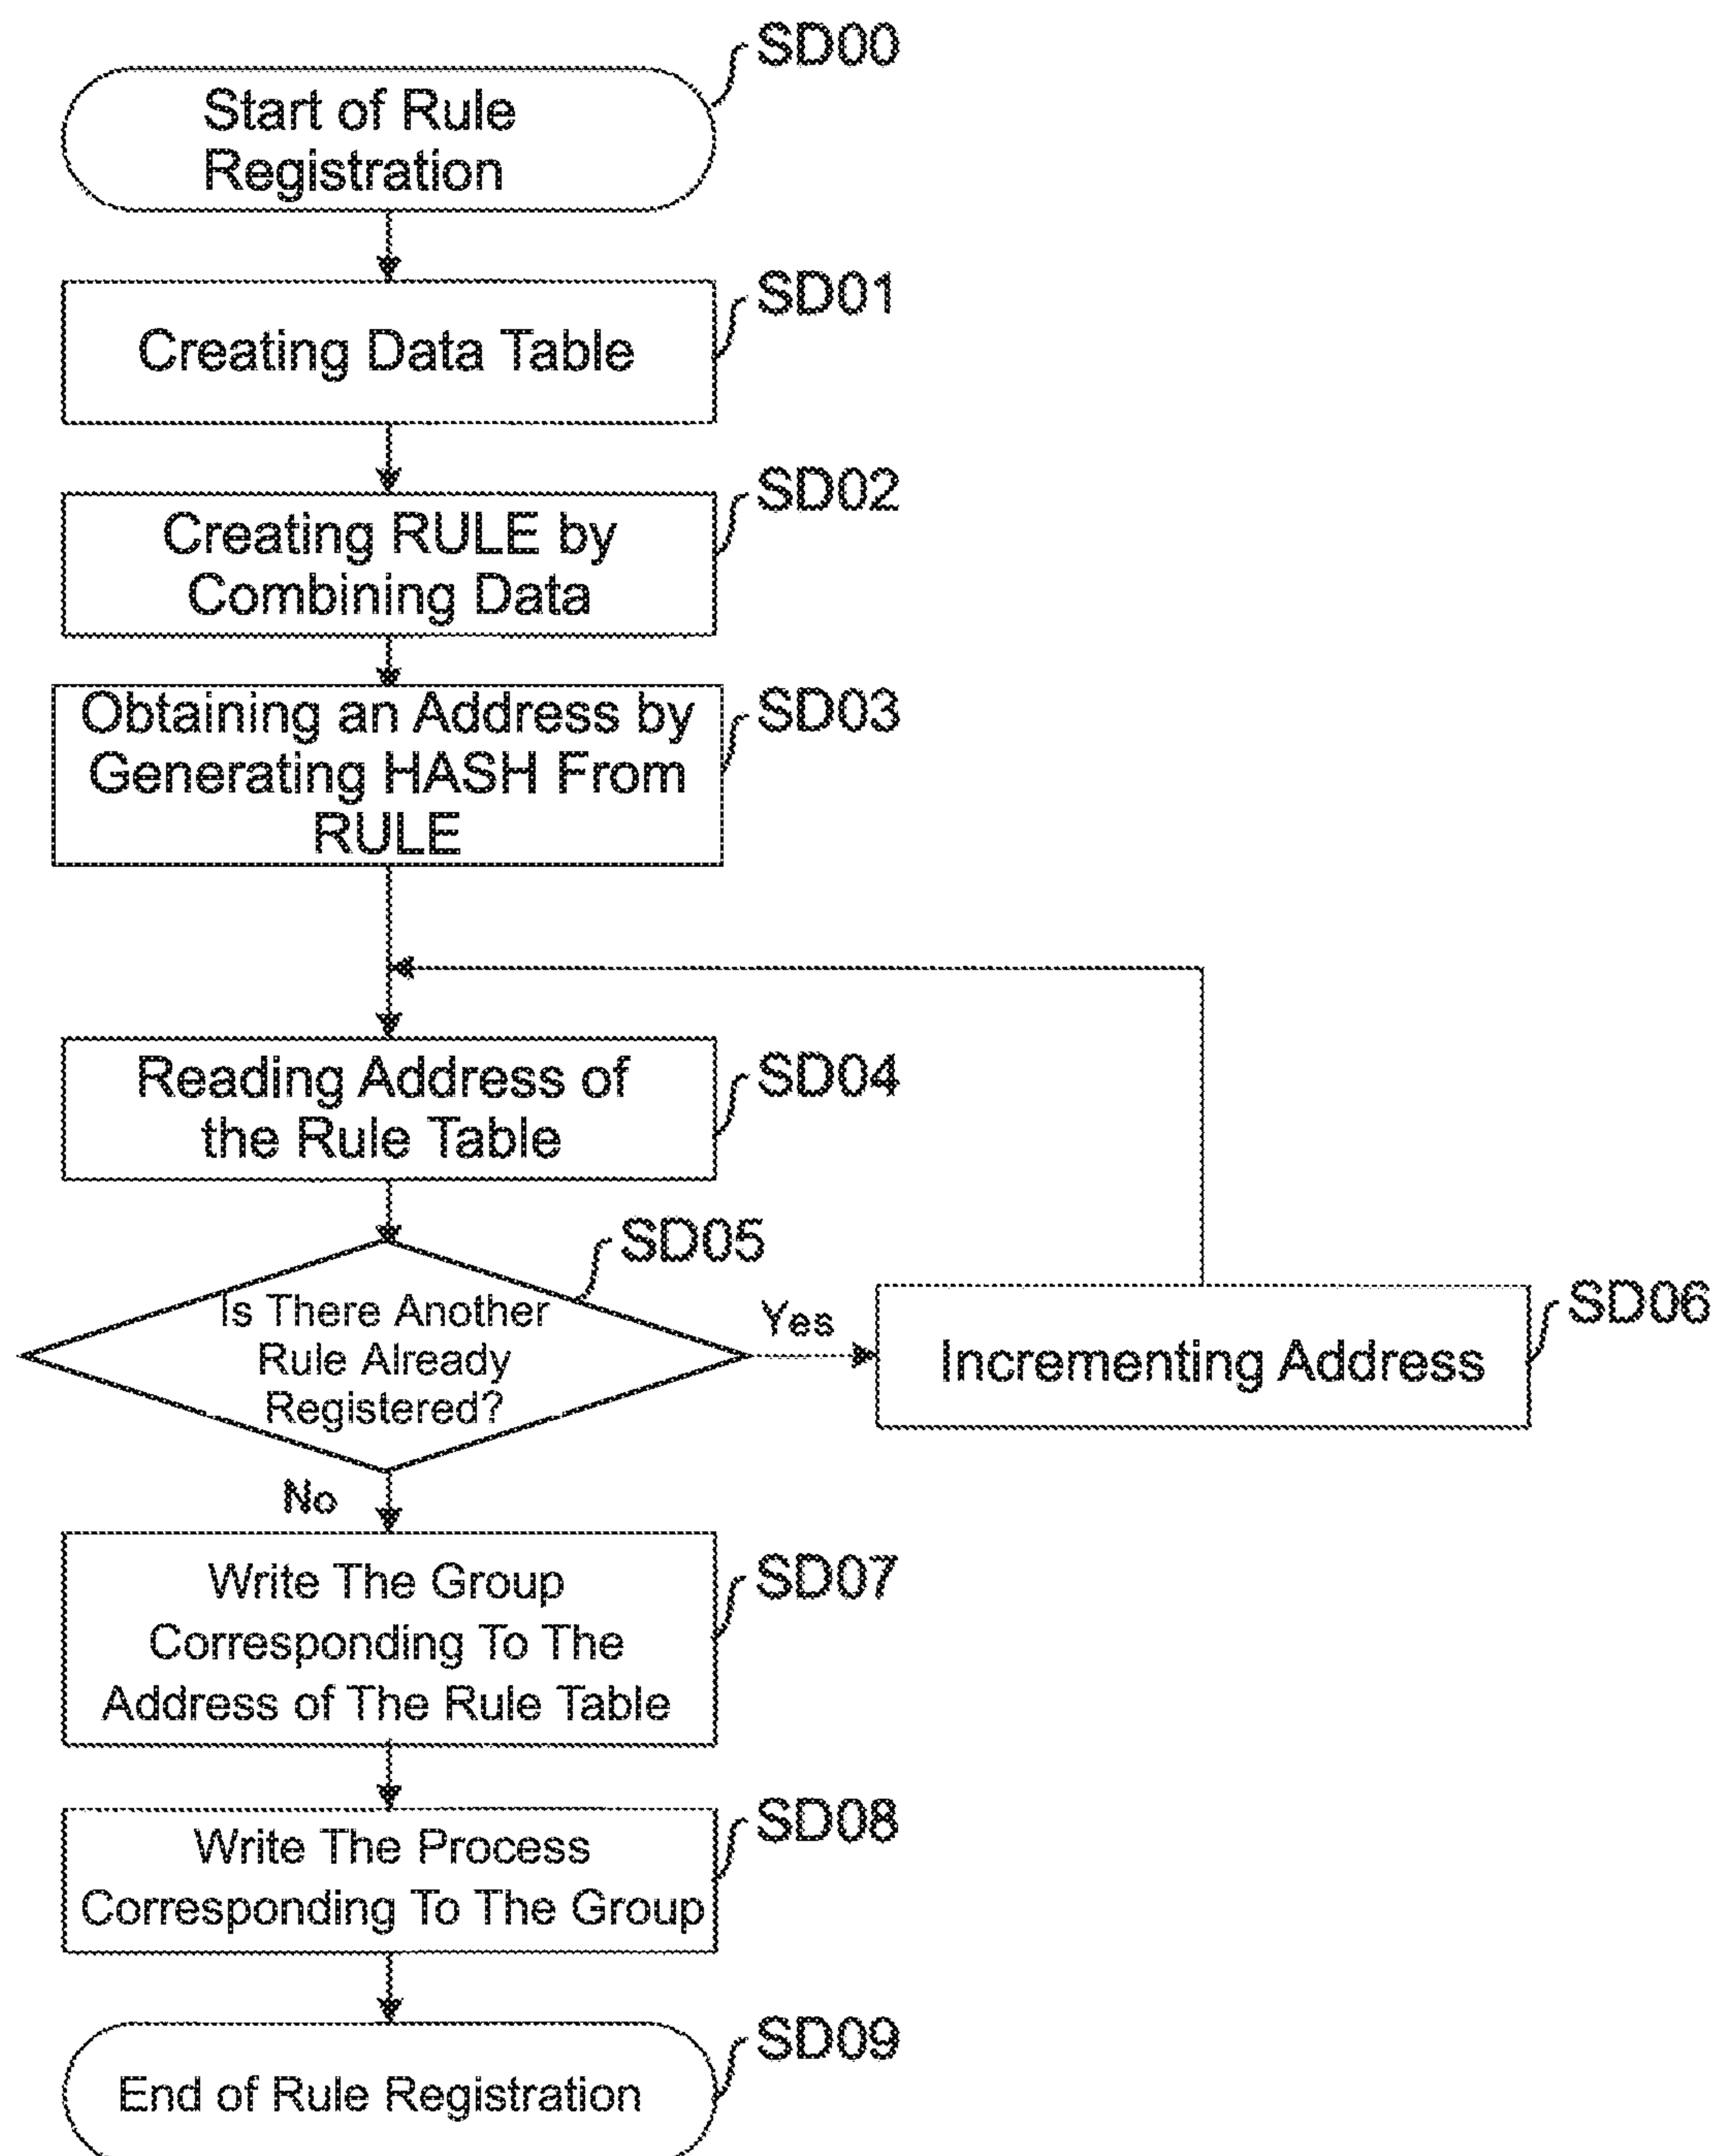 SD00
Start of Rule
Registration
SD01
Creating Data Table
SD02
Creating RULE by
Combining Data
SD03
Obtaining an Address by
Generating HASH From
RULE
SD04
Reading Address of
the Rule Table
SD05
Is There Another
Rule Already
Registered?
Yes
SD06
Incrementing Address
No
SD07
Write The Group
Corresponding To The
Address of The Rule Table
SD08
Write The Process
Corresponding To The Group
SD09
End of Rule Registration